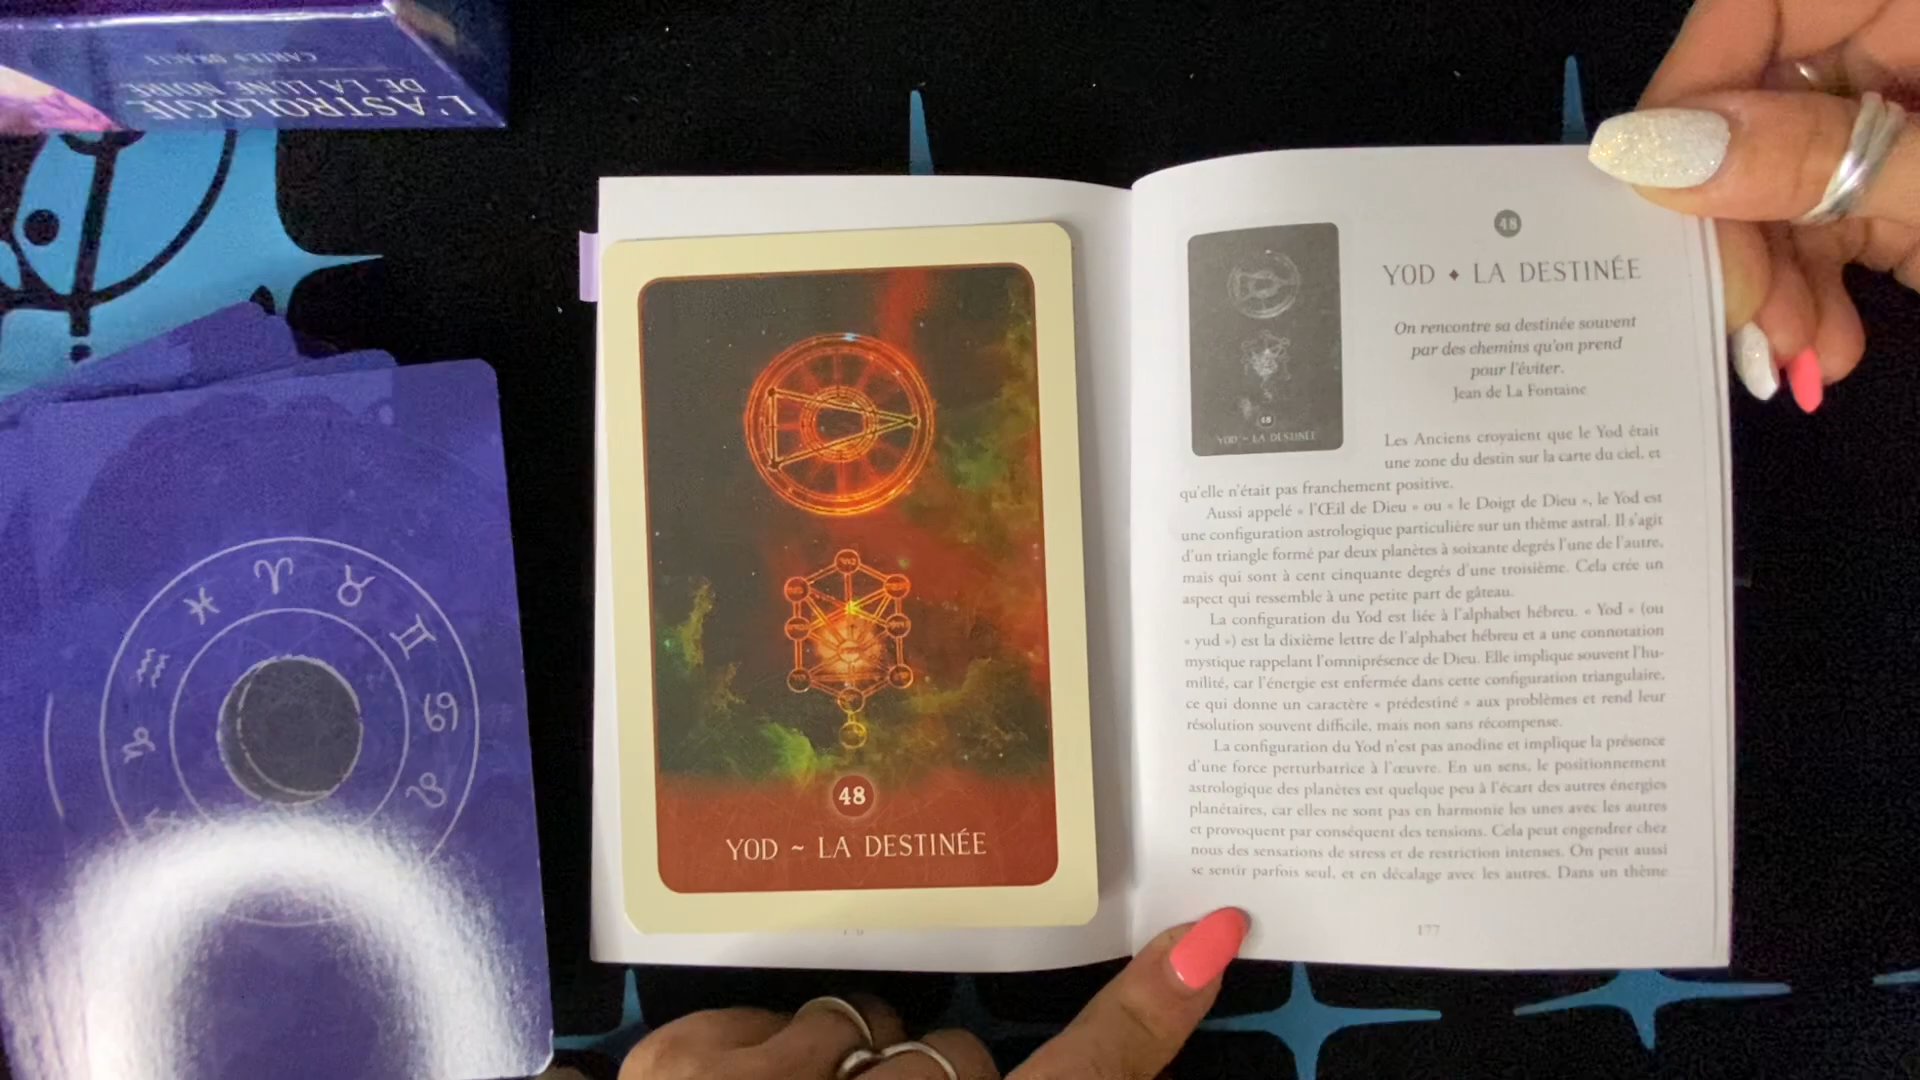 L'ASTROLOGIE
DE LA LUNE NOIRE
CARTES ORACLE
48
YOD ~ LA DESTINÉE
48
YOD ~ LA DESTINÉE
48
YOD ♦ LA DESTINÉE
On rencontre sa destinée souvent
par des chemins qu'on prend
pour l'éviter.
Jean de La Fontaine
Les Anciens croyaient que le Yod était
une zone du destin sur la carte du ciel, et
qu'elle n'était pas franchement positive.
Aussi appelé « l'Œil de Dieu » ou « le Doigt de Dieu », le Yod est
une configuration astrologique particulière sur un thème astral. Il s'agit
d'un triangle formé par deux planètes à soixante degrés l'une de l'autre,
mais qui sont à cent cinquante degrés d'une troisième. Cela crée un
aspect qui ressemble à une petite part de gâteau.
La configuration du Yod est liée à l'alphabet hébreu. « Yod » (ou
« yud ») est la dixième lettre de l'alphabet hébreu et a une connotation
mystique rappelant l'omniprésence de Dieu. Elle implique souvent l'hu-
milité, car l'énergie est enfermée dans cette configuration triangulaire,
ce qui donne un caractère « prédestiné » aux problèmes et rend leur
résolution souvent difficile, mais non sans récompense.
La configuration du Yod n'est pas anodine et implique la présence
d'une force perturbatrice à l'œuvre. En un sens, le positionnement
astrologique des planètes est quelque peu à l'écart des autres énergies
planétaires, car elles ne sont pas en harmonie les unes avec les autres
et provoquent par conséquent des tensions. Cela peut engendrer chez
nous des sensations de stress et de restriction intenses. On peut aussi
se sentir parfois seul, et en décalage avec les autres. Dans un thème
177